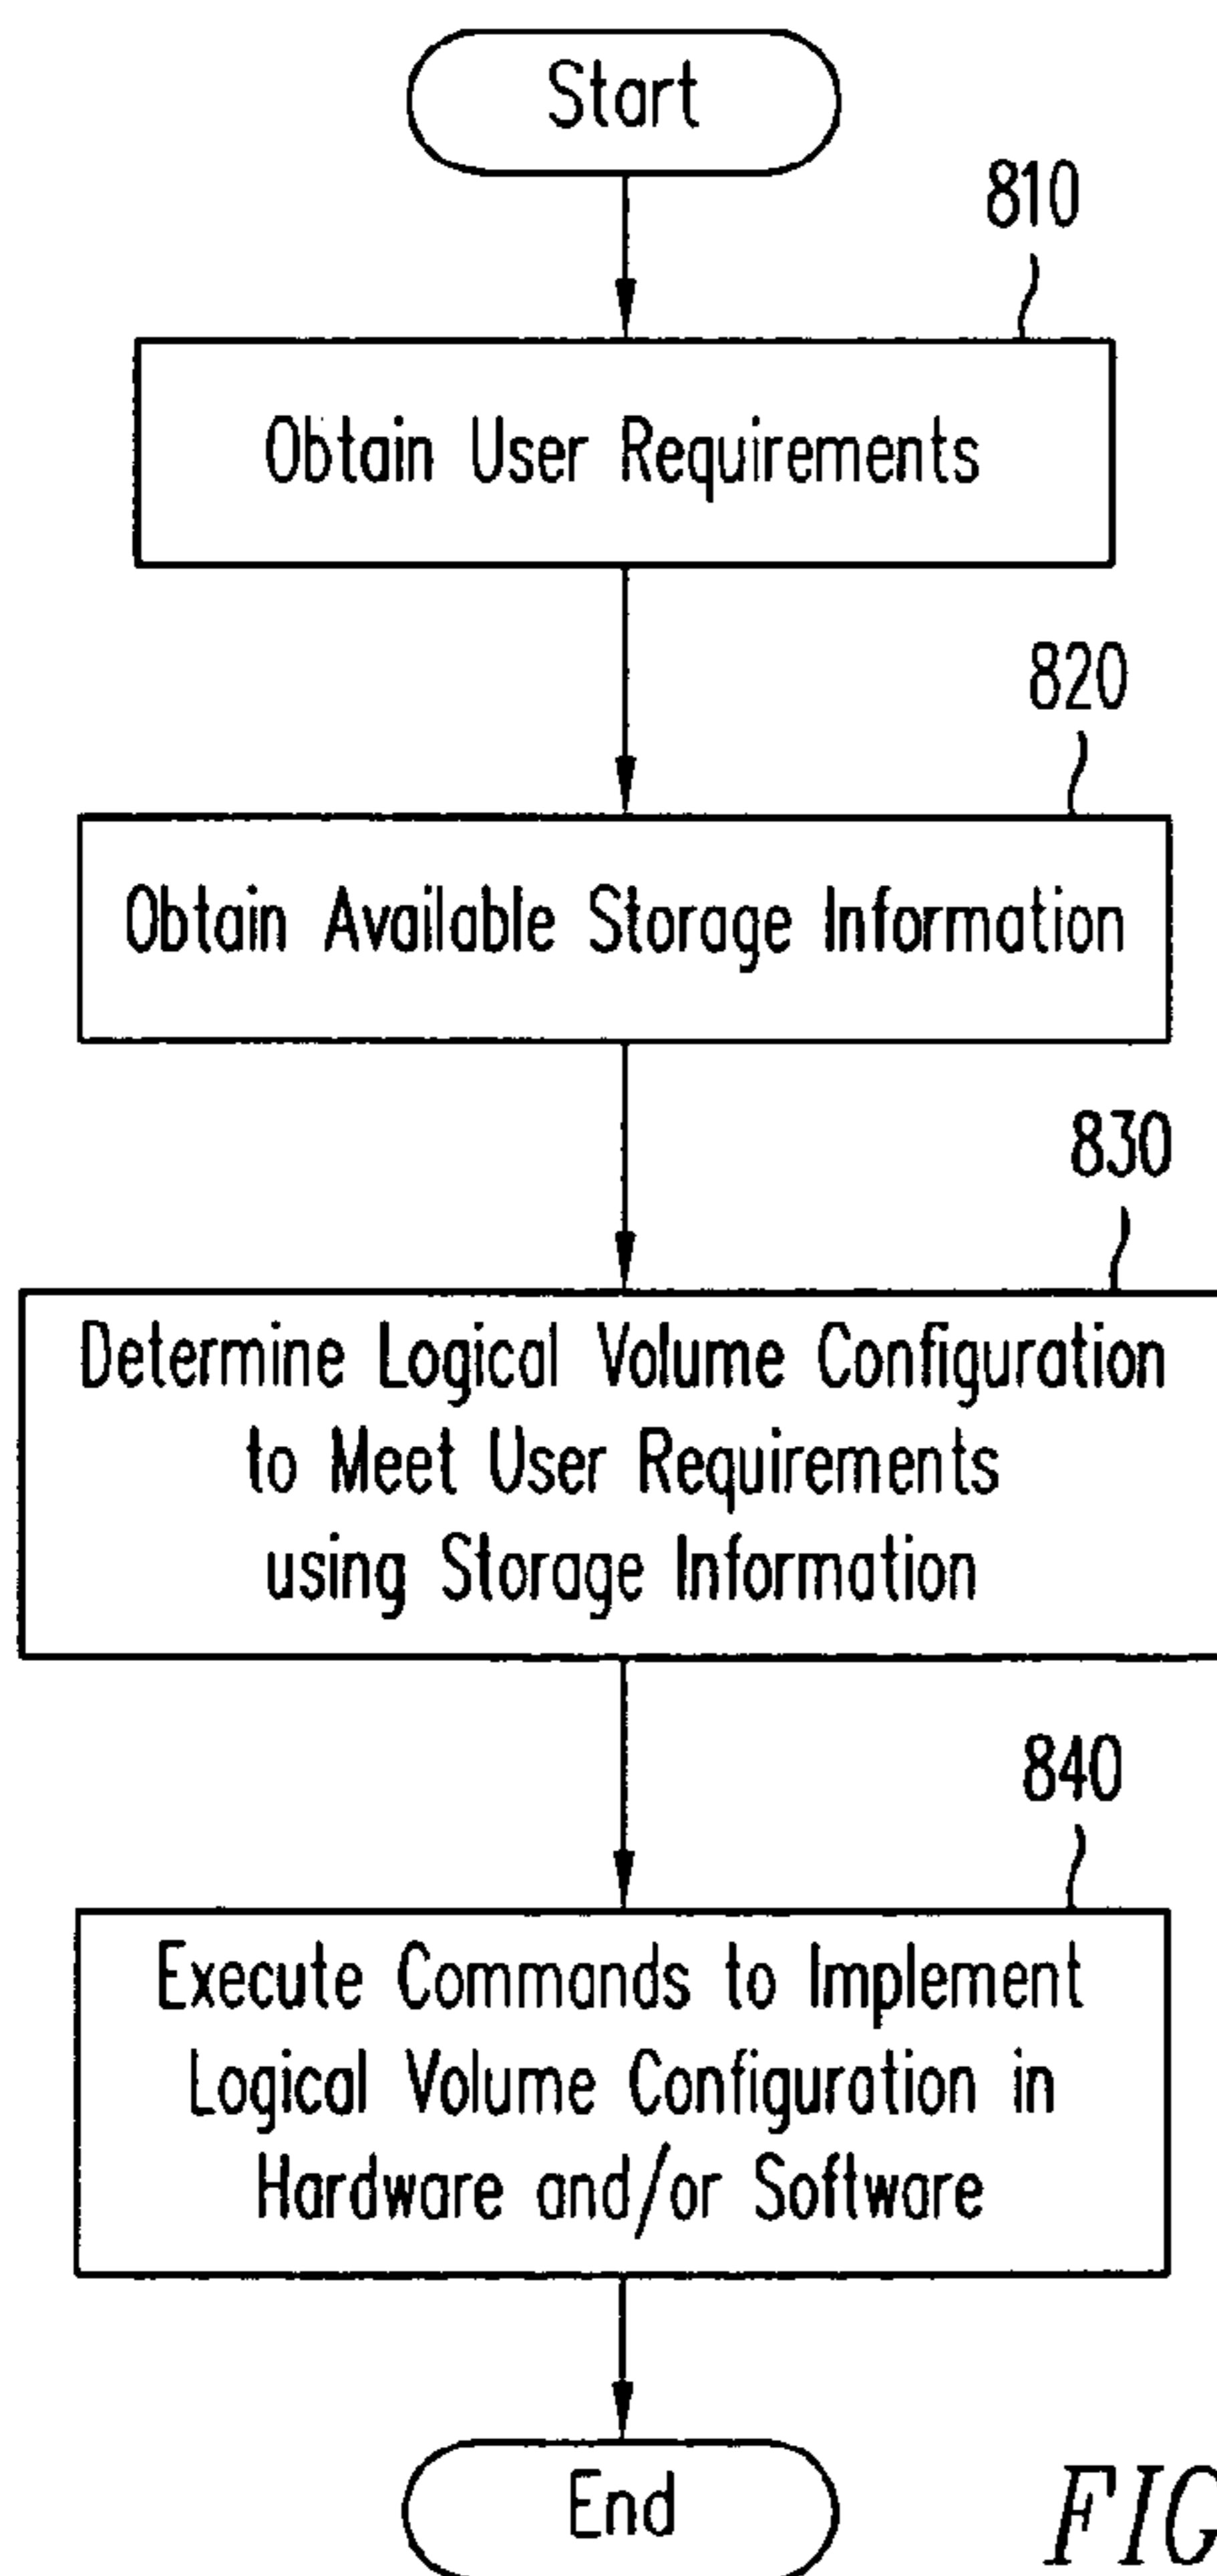 Start
810
Obtain User Requirements
820
Obtain Available Storage Information
830
Determine Logical Volume Configuration
to Meet User Requirements
using Storage Information
840
Execute Commands to Implement
Logical Volume Configuration in
Hardware and/or Software
End
FIG